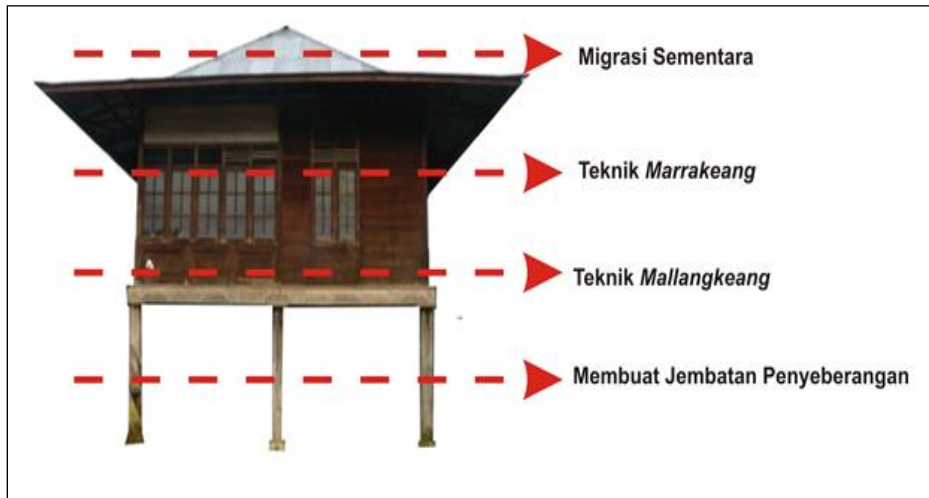 Migrasi Sementara
Teknik Marrakeang
Teknik Mallangkeang
Membuat Jembatan Penyeberangan